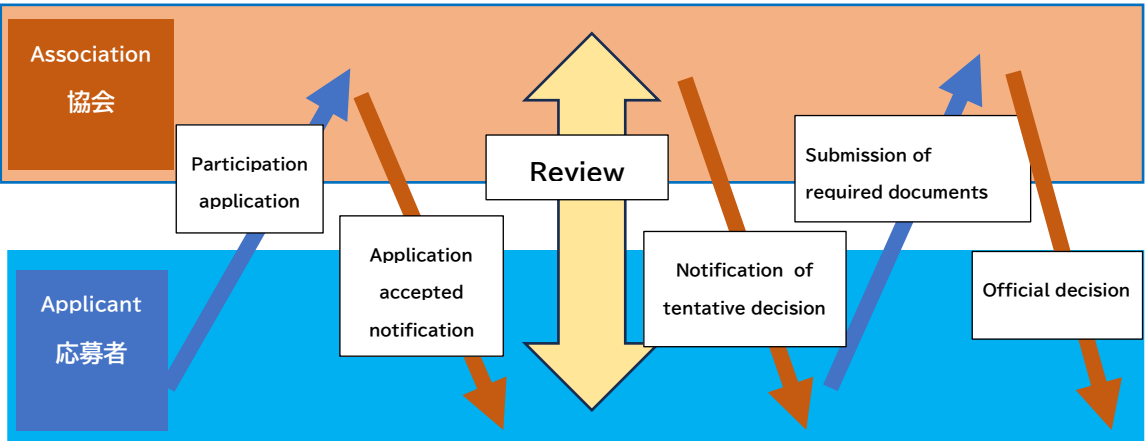 Association
協会
Participation
application
Application
accepted
notification
Review
Notification of
tentative decision
Submission of
required documents
Official decision
Applicant
応募者